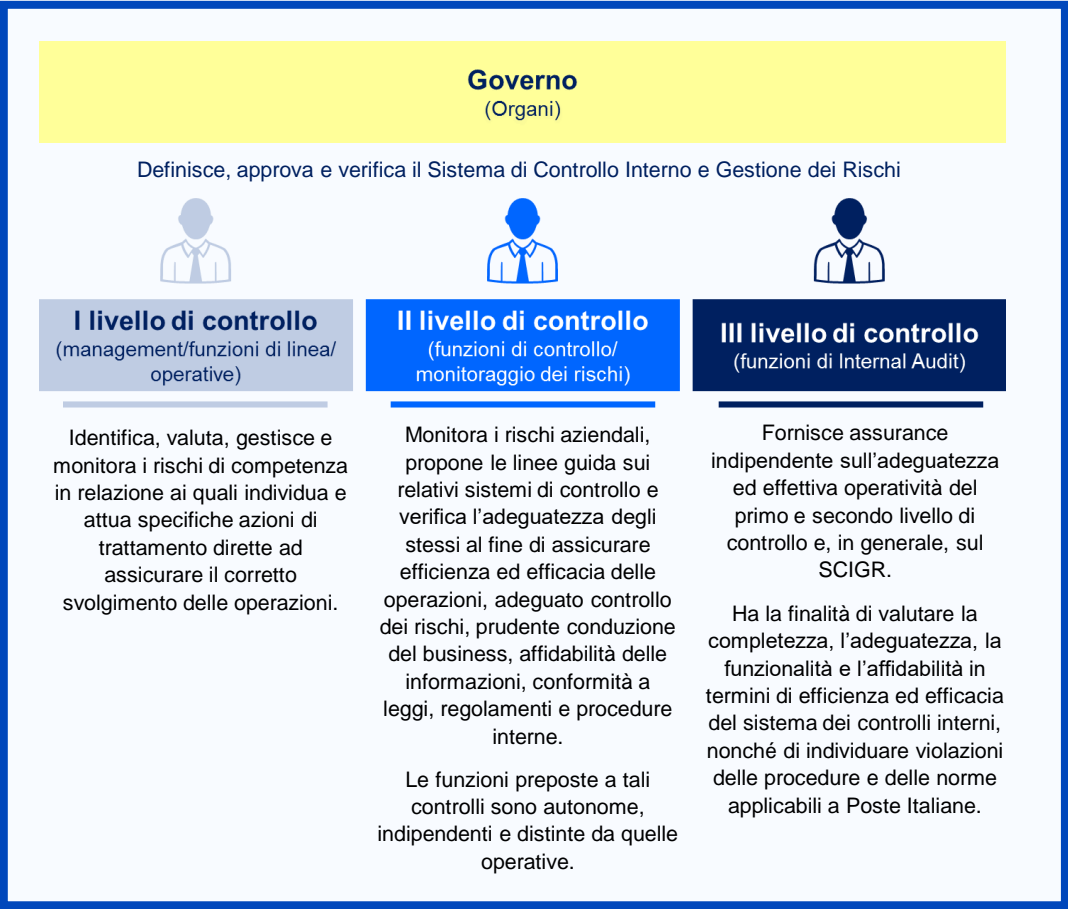 Governo
(Organi)
Definisce, approva e verifica il Sistema di Controllo Interno e Gestione dei Rischi
I livello di controllo
(management/funzioni di linea/
operative)
Identifica, valuta, gestisce e
monitora i rischi di competenza
in relazione ai quali individua e
attua specifiche azioni di
trattamento dirette ad
assicurare il corretto
svolgimento delle operazioni.
II livello di controllo
(funzioni di controllo/
monitoraggio dei rischi)
Monitora i rischi aziendali,
propone le linee guida sui
relativi sistemi di controllo e
verifica l’adeguatezza degli
stessi al fine di assicurare
efficienza ed efficacia delle
operazioni, adeguato controllo
dei rischi, prudente conduzione
del business, affidabilità delle
informazioni, conformità a
leggi, regolamenti e procedure
interne.
Le funzioni preposte a tali
controlli sono autonome,
indipendenti e distinte da quelle
operative.
III livello di controllo
(funzioni di Internal Audit)
Fornisce assurance
indipendente sull’adeguatezza
ed effettiva operatività del
primo e secondo livello di
controllo e, in generale, sul
SCIGR.
Ha la finalità di valutare la
completezza, l’adeguatezza, la
funzionalità e l’affidabilità in
termini di efficienza ed efficacia
del sistema dei controlli interni,
nonché di individuare violazioni
delle procedure e delle norme
applicabili a Poste Italiane.